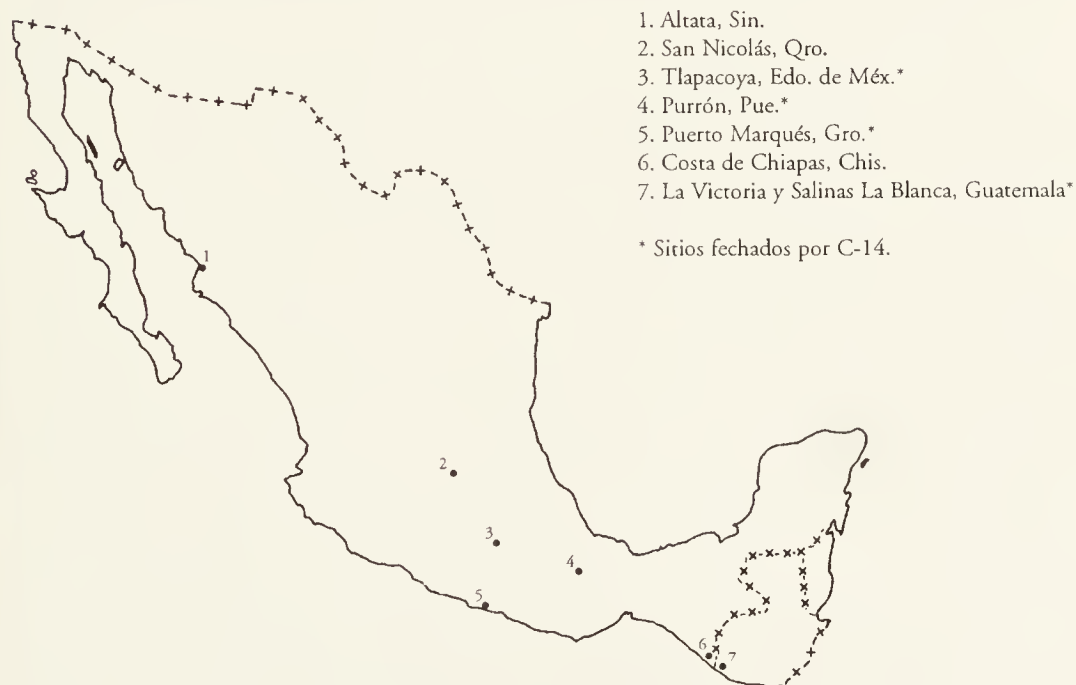 1. Altata, Sin.
2. San Nicolás, Qro.
3. Tlapacoya, Edo. de Méx.*
4. Purrón, Pue.*
5. Puerto Marqués, Gro.*
6. Costa de Chiapas, Chis.
7. La Victoria y Salinas La Blanca, Guatemala*
* Sitios fechados por C-14.
1
2
3
4
5
6
7